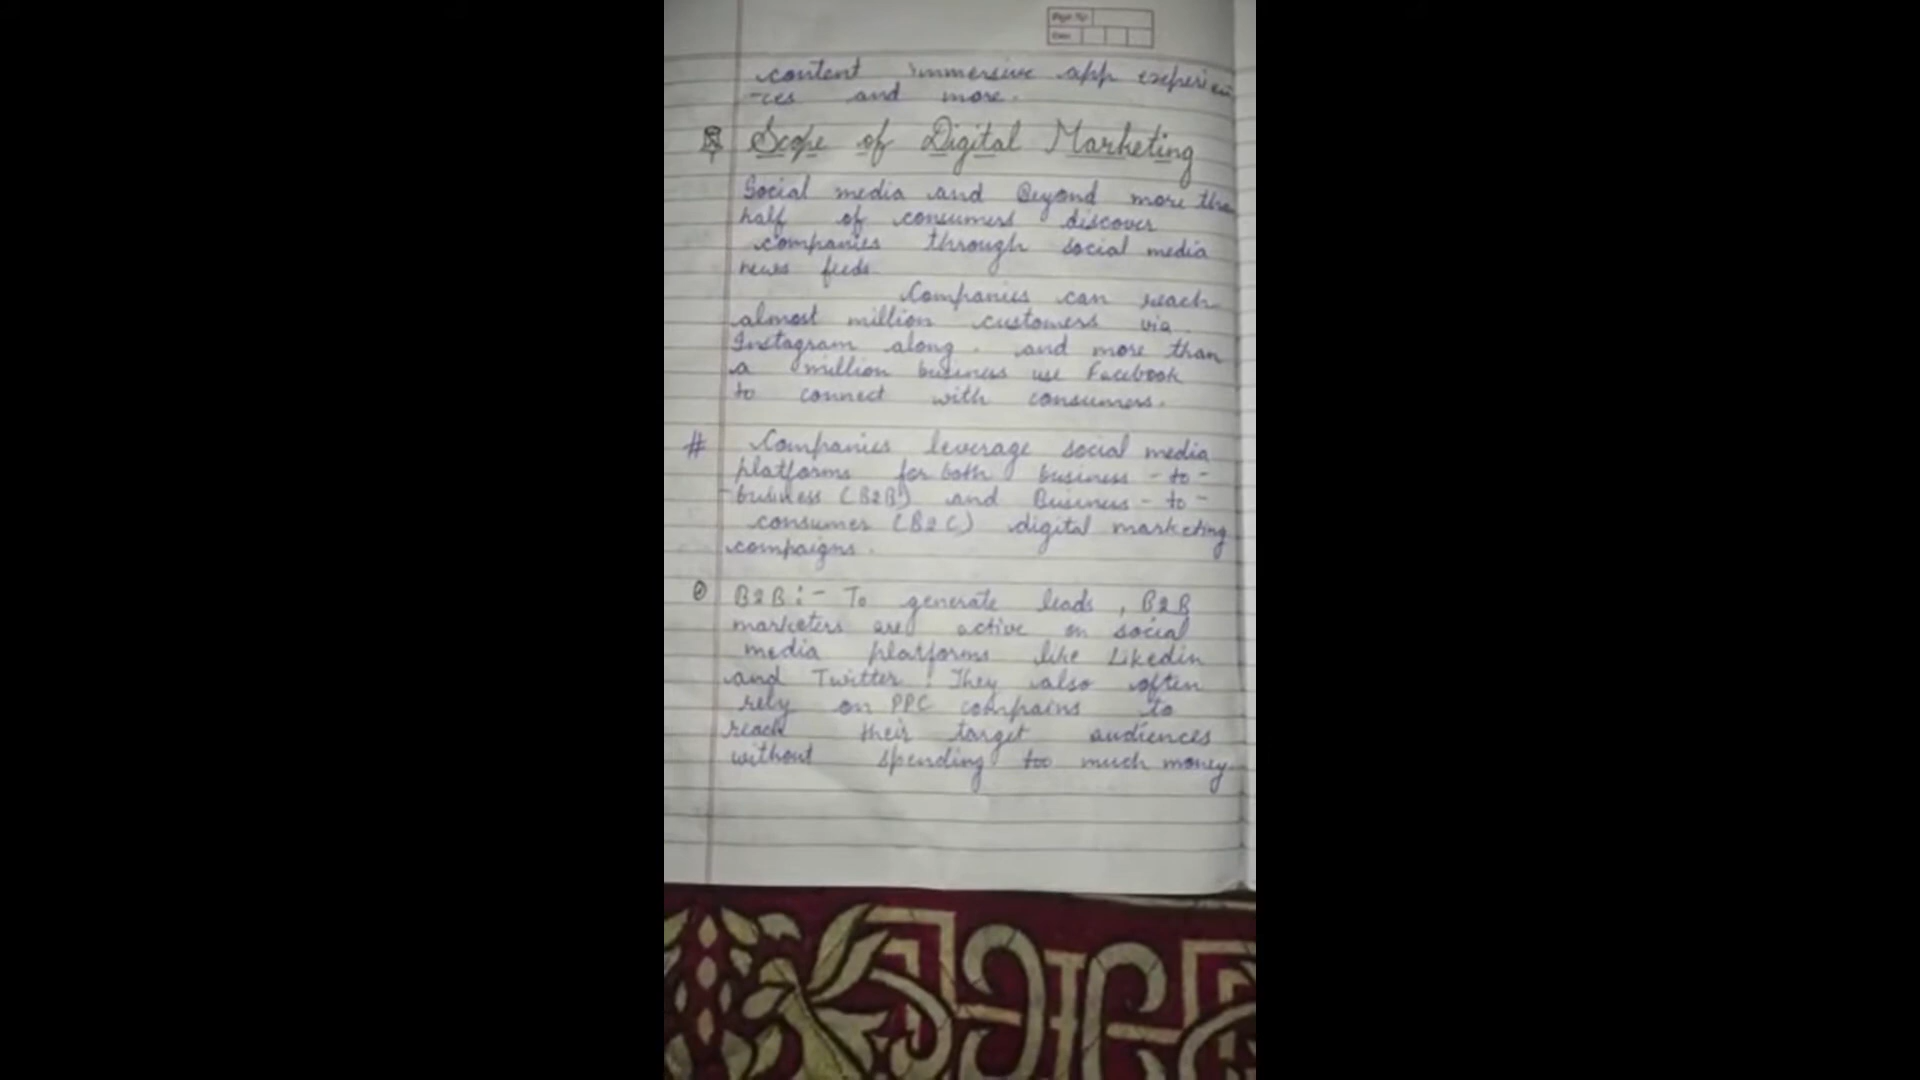 Page No.
Date
content immersive app experien
-ces and more.
Scope of Digital Marketing
Social media and Beyond more tha
half of consumers discover
companies through social media
news feeds.
Companies can reach
almost million customers via
Instagram along. and more than
a million business use Facebook
to connect with consumers.
# Companies leverage social media
platforms for both business - to -
- business (B2B) and Business - to -
consumer (B2C) digital marketing
compaigns.
B2B:- To generate leads, B2B
marketers are active on social
media platforms like Likedin
and Twitter. They also often
rely on PPC compains to
reach their target audiences
without spending too much money